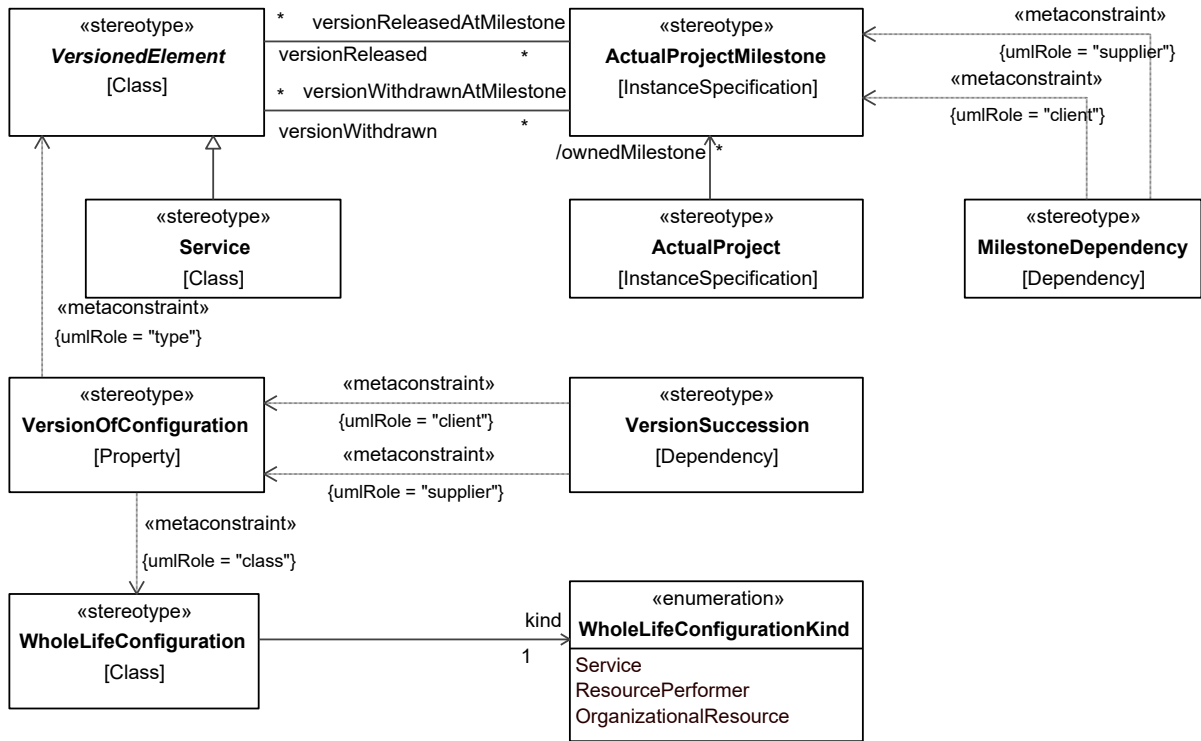 «stereotype»
VersionedElement
[Class]
* versionReleasedAtMilestone
versionReleased *
* versionWithdrawnAtMilestone
versionWithdrawn *
«stereotype»
ActualProjectMilestone
[InstanceSpecification]
«metaconstraint»
{umlRole = "supplier"}
«metaconstraint»
{umlRole = "client"}
/ownedMilestone *
«stereotype»
Service
[Class]
«stereotype»
ActualProject
[InstanceSpecification]
«stereotype»
MilestoneDependency
[Dependency]
«metaconstraint»
{umlRole = "type"}
«stereotype»
VersionOfConfiguration
[Property]
«metaconstraint»
{umlRole = "client"}
«metaconstraint»
{umlRole = "supplier"}
«stereotype»
VersionSuccession
[Dependency]
«metaconstraint»
{umlRole = "class"}
«stereotype»
WholeLifeConfiguration
[Class]
kind
1
«enumeration»
WholeLifeConfigurationKind
Service
ResourcePerformer
OrganizationalResource